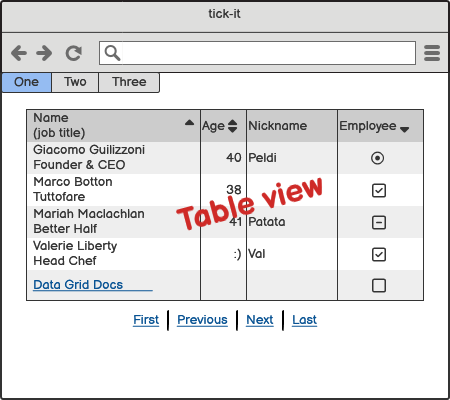 tick-it
One Two Three
Name
(job title)
Age Nickname Employee
Giacomo Guilizzoni
Founder & CEO
40 Peldi
Marco Botton
Tuttofare
38
Mariah Maclachlan
Better Half
41 Patata
Valerie Liberty
Head Chef
:) Val
Data Grid Docs
Table view
First Previous Next Last